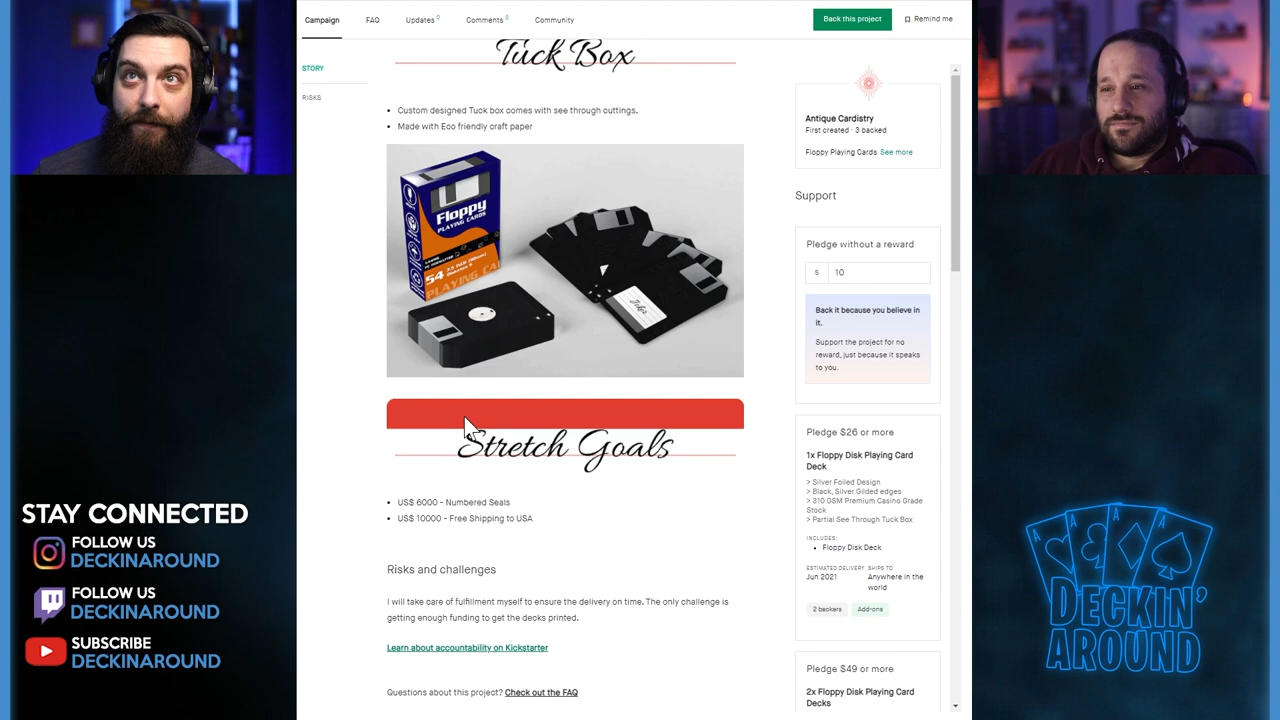 Campaign
FAQ
Updates 0
Comments 0
Community
Back this project
Remind me
STORY
RISKS
Tuck Box
Custom designed Tuck box comes with see through cuttings.
Made with Eco friendly craft paper
Floppy
PLAYING CARDS
54
PLAYING CA
Joker
Stretch Goals
US$ 6000 - Numbered Seals
US$ 10000 - Free Shipping to USA
Risks and challenges
I will take care of fulfillment myself to ensure the delivery on time. The only challenge is
getting enough funding to get the decks printed.
Learn about accountability on Kickstarter
Questions about this project? Check out the FAQ
Antique Cardistry
First created · 3 backed
Floppy Playing Cards See more
Support
Pledge without a reward
$ 10
Back it because you believe in
it.
Support the project for no
reward, just because it speaks
to you.
Pledge $26 or more
1x Floppy Disk Playing Card
Deck
> Silver Foiled Design
> Black, Silver Gilded edges
> 310 GSM Premium Casino Grade
Stock
> Partial See Through Tuck Box
INCLUDES:
Floppy Disk Deck
ESTIMATED DELIVERY
Jun 2021
SHIPS TO
Anywhere in the
world
2 backers
Add-ons
Pledge $49 or more
2x Floppy Disk Playing Card
Decks
STAY CONNECTED
FOLLOW US
DECKINAROUND
FOLLOW US
DECKINAROUND
SUBSCRIBE
DECKINAROUND
A
A
A
A
DECKIN'
AROUND